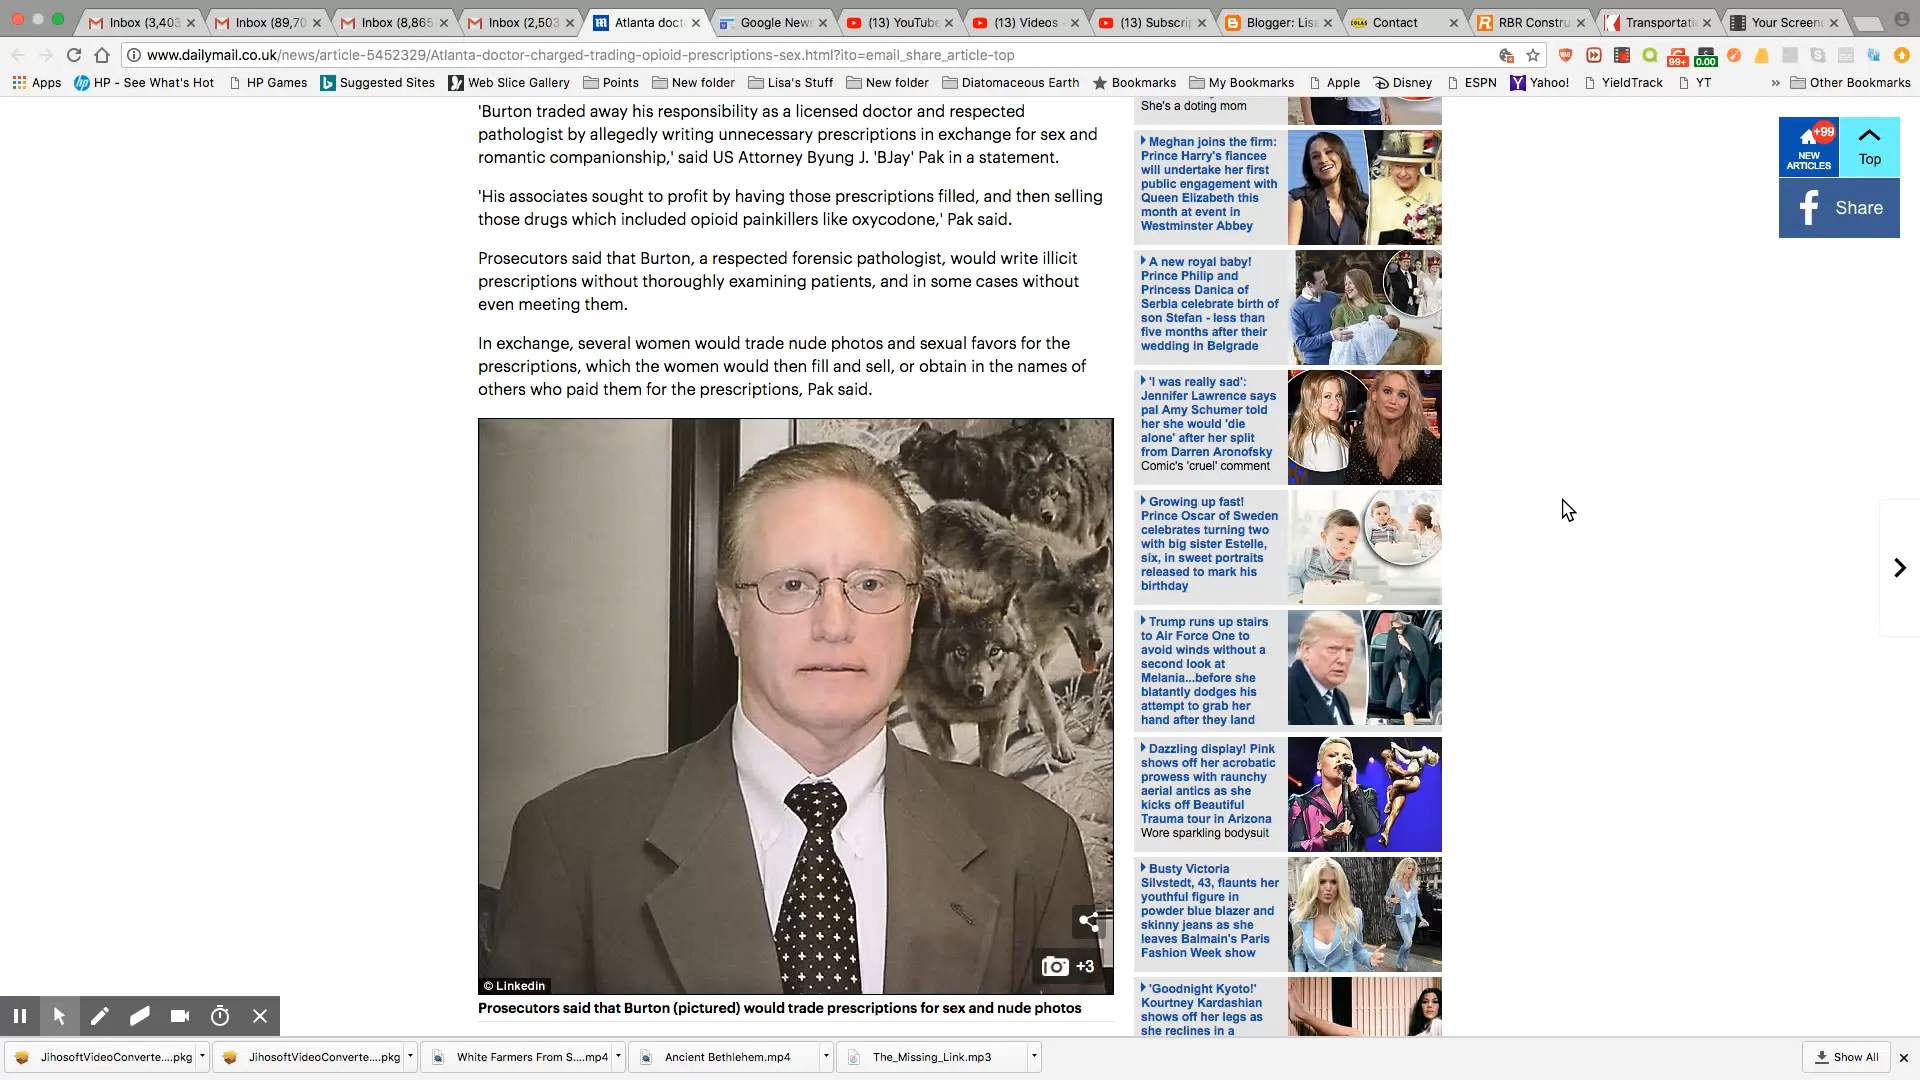 Inbox (3,403
Inbox (89,70
Inbox (8,865
Inbox (2,503
Atlanta doct
Google News
(13) YouTube
(13) Videos -
(13) Subscrip
Blogger: Lisa
Contact
RBR Constru
Transportati
Your Screen
www.dailymail.co.uk/news/article-5452329/Atlanta-doctor-charged-trading-opioid-prescriptions-sex.html?ito=email_share_article-top
99+
0.00
Apps
HP - See What's Hot
HP Games
Suggested Sites
Web Slice Gallery
Points
New folder
Lisa's Stuff
New folder
Diatomaceous Earth
Bookmarks
My Bookmarks
Apple
Disney
ESPN
Yahoo!
YieldTrack
YT
Other Bookmarks
'Burton traded away his responsibility as a licensed doctor and respected
pathologist by allegedly writing unnecessary prescriptions in exchange for sex and
romantic companionship,' said US Attorney Byung J. 'BJay' Pak in a statement.
'His associates sought to profit by having those prescriptions filled, and then selling
those drugs which included opioid painkillers like oxycodone,' Pak said.
Prosecutors said that Burton, a respected forensic pathologist, would write illicit
prescriptions without thoroughly examining patients, and in some cases without
even meeting them.
In exchange, several women would trade nude photos and sexual favors for the
prescriptions, which the women would then fill and sell, or obtain in the names of
others who paid them for the prescriptions, Pak said.
+3
© Linkedin
Prosecutors said that Burton (pictured) would trade prescriptions for sex and nude photos
She's a doting mom
Meghan joins the firm:
Prince Harry's fiancee
will undertake her first
public engagement with
Queen Elizabeth this
month at event in
Westminster Abbey
A new royal baby!
Prince Philip and
Princess Danica of
Serbia celebrate birth of
son Stefan - less than
five months after their
wedding in Belgrade
'I was really sad':
Jennifer Lawrence says
pal Amy Schumer told
her she would 'die
alone' after her split
from Darren Aronofsky
Comic's 'cruel' comment
Growing up fast!
Prince Oscar of Sweden
celebrates turning two
with big sister Estelle,
six, in sweet portraits
released to mark his
birthday
Trump runs up stairs
to Air Force One to
avoid winds without a
second look at
Melania...before she
blatantly dodges his
attempt to grab her
hand after they land
Dazzling display! Pink
shows off her acrobatic
prowess with raunchy
aerial antics as she
kicks off Beautiful
Trauma tour in Arizona
Wore sparkling bodysuit
Busty Victoria
Silvstedt, 43, flaunts her
youthful figure in
powder blue blazer and
skinny jeans as she
leaves Balmain's Paris
Fashion Week show
'Goodnight Kyoto!'
Kourtney Kardashian
shows off her legs as
she reclines in a
+99
NEW
ARTICLES
Top
Share
JihosoftVideoConverte....pkg
JihosoftVideoConverte....pkg
White Farmers From S....mp4
Ancient Bethlehem.mp4
The_Missing_Link.mp3
Show All